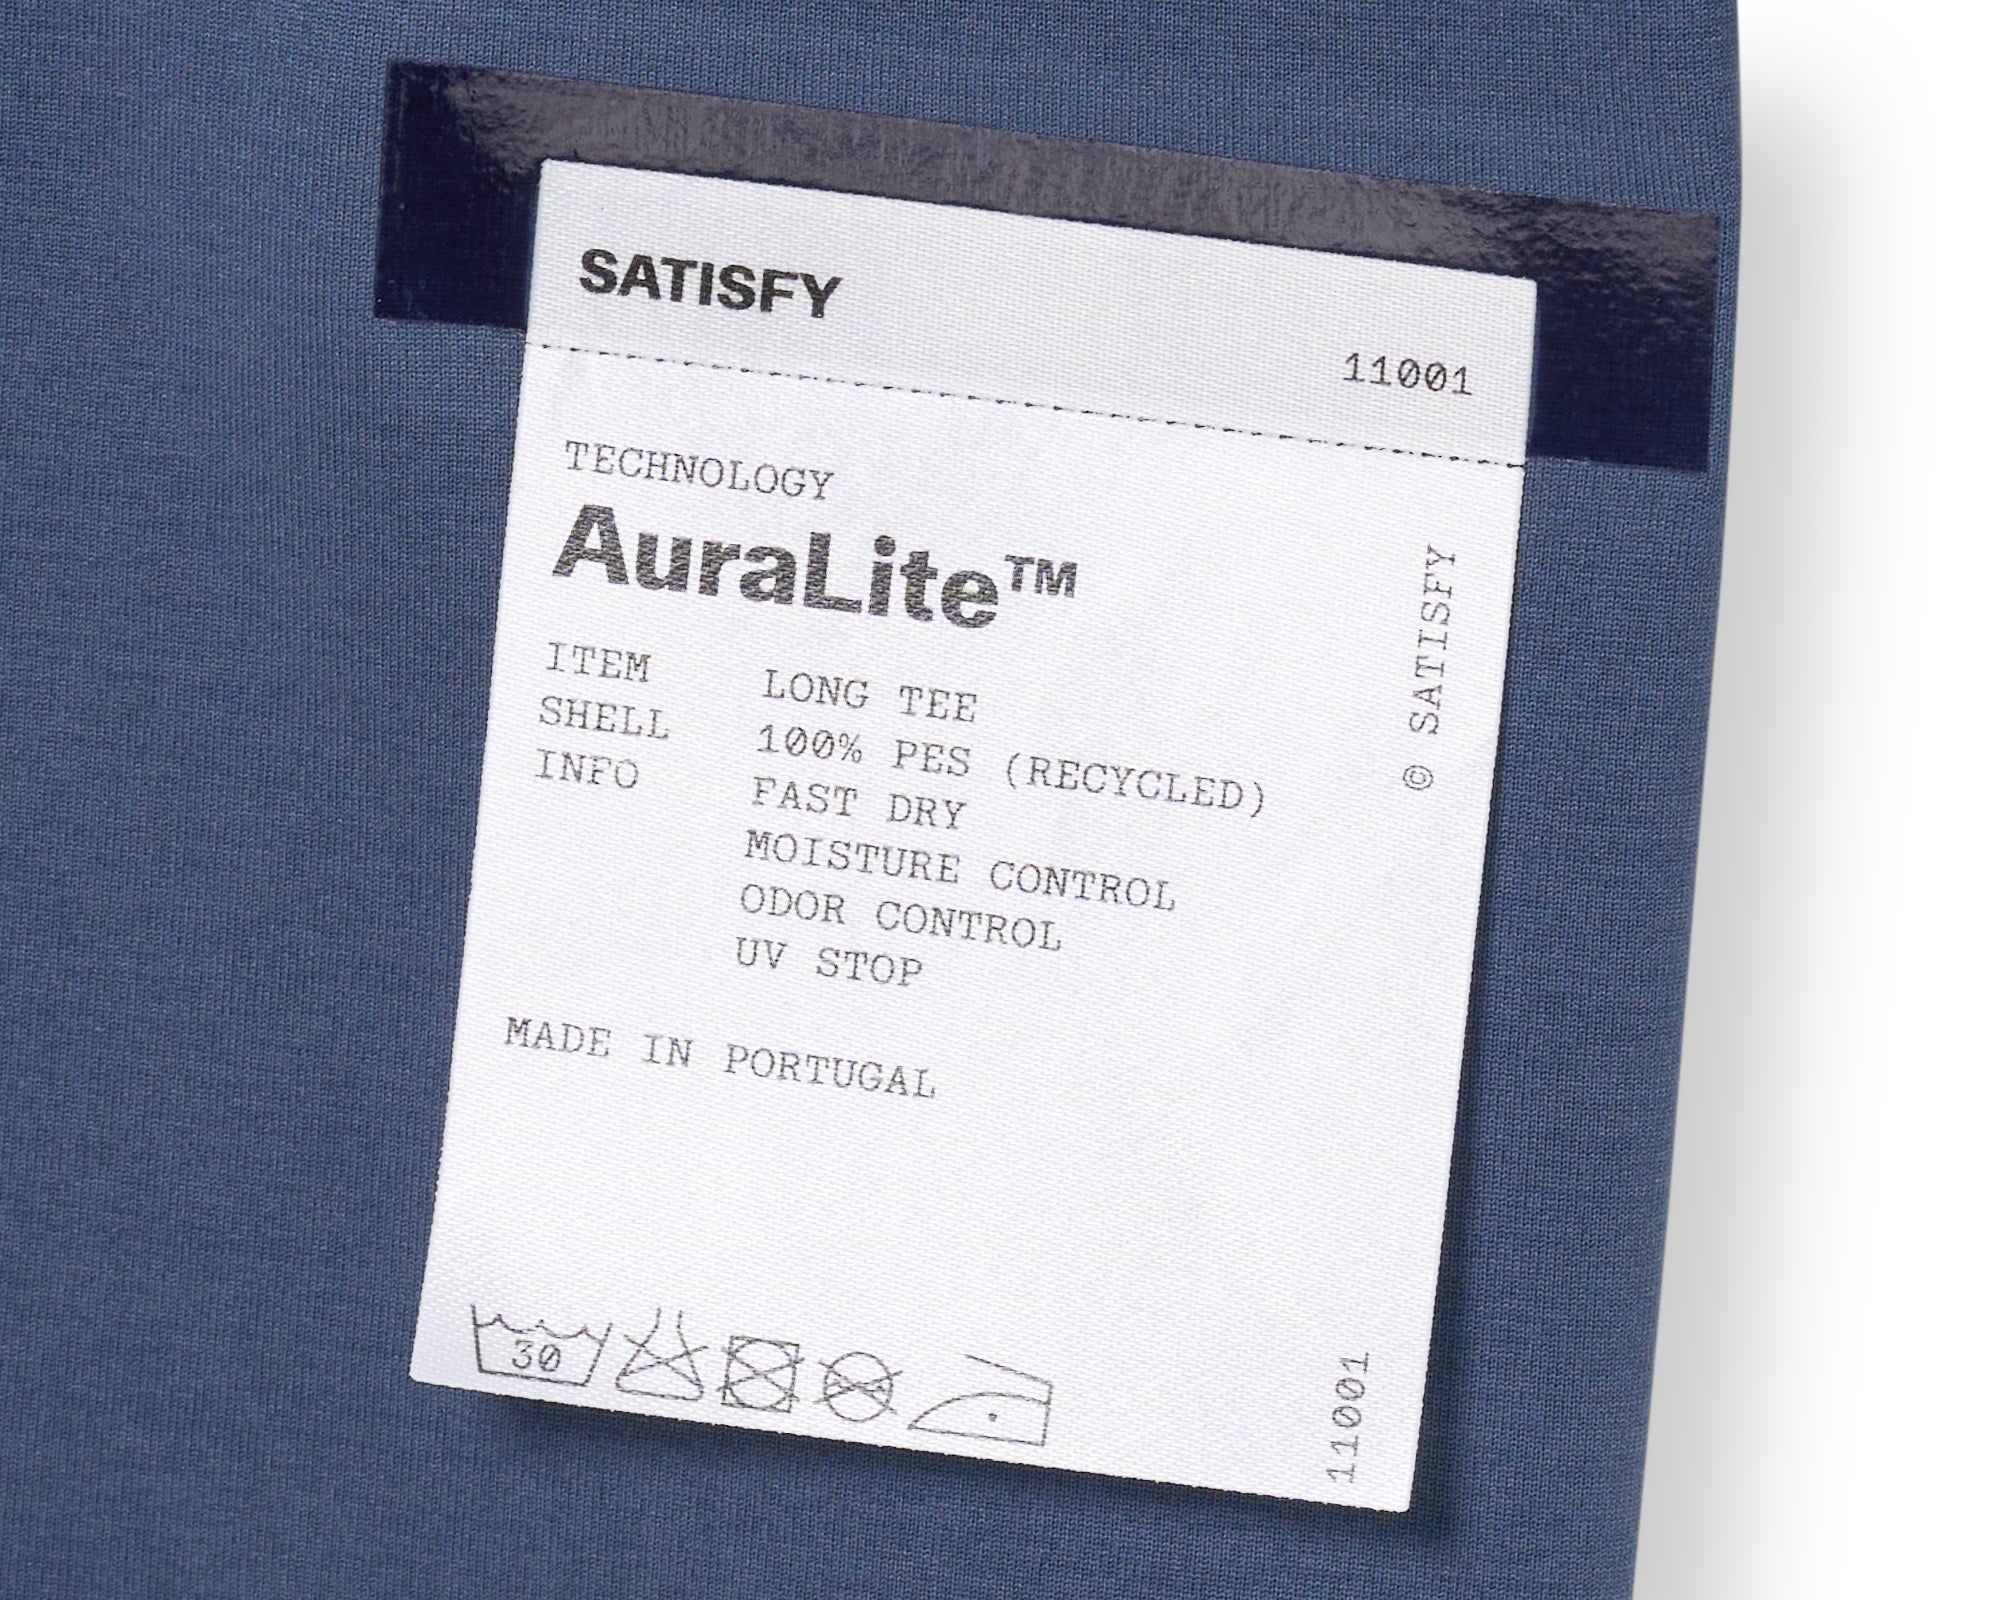 SATISFY
11001
TECHNOLOGY
AuraLite™
ITEM LONG TEE
SHELL 100% PES (RECYCLED)
INFO FAST DRY
MOISTURE CONTROL
ODOR CONTROL
UV STOP
MADE IN PORTUGAL
© SATISFY
30
11001